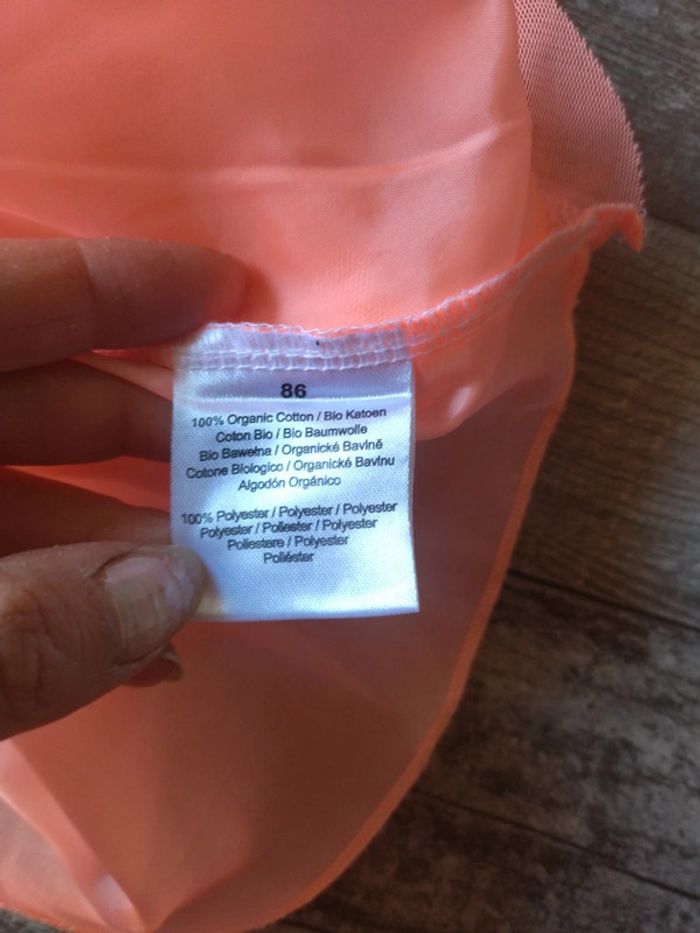 86
100% Organic Cotton / Bio Katoen
Coton Bio / Bio Baumwolle
Bio Bawełna / Organické Bavlně
Cotone Biologico / Organické Bavlnu
Algodón Orgánico
100% Polyester / Polyester / Polyester
Polyester / Poliester / Polyester
Poliestere / Polyester
Poliéster